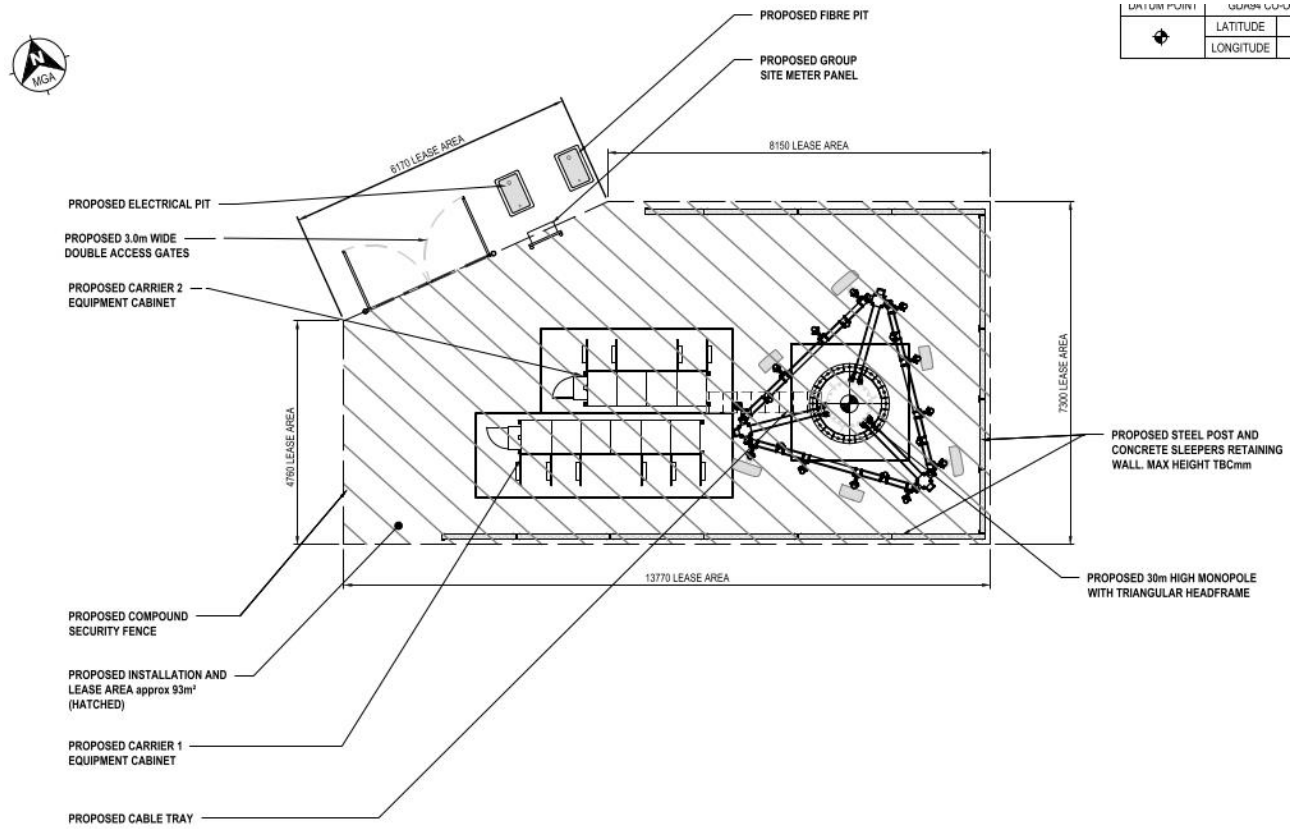 PROPOSED FIBRE PIT
DATUM POINT
LATITUDE
LONGITUDE
N
MGA
PROPOSED GROUP
SITE METER PANEL
6170 LEASE AREA
8150 LEASE AREA
PROPOSED ELECTRICAL PIT
PROPOSED 3.0m WIDE
DOUBLE ACCESS GATES
PROPOSED CARRIER 2
EQUIPMENT CABINET
4760 LEASE AREA
7300 LEASE AREA
PROPOSED STEEL POST AND
CONCRETE SLEEPERS RETAINING
WALL. MAX HEIGHT TBCmm
13770 LEASE AREA
PROPOSED 30m HIGH MONOPOLE
WITH TRIANGULAR HEADFRAME
PROPOSED COMPOUND
SECURITY FENCE
PROPOSED INSTALLATION AND
LEASE AREA approx 93m²
(HATCHED)
PROPOSED CARRIER 1
EQUIPMENT CABINET
PROPOSED CABLE TRAY